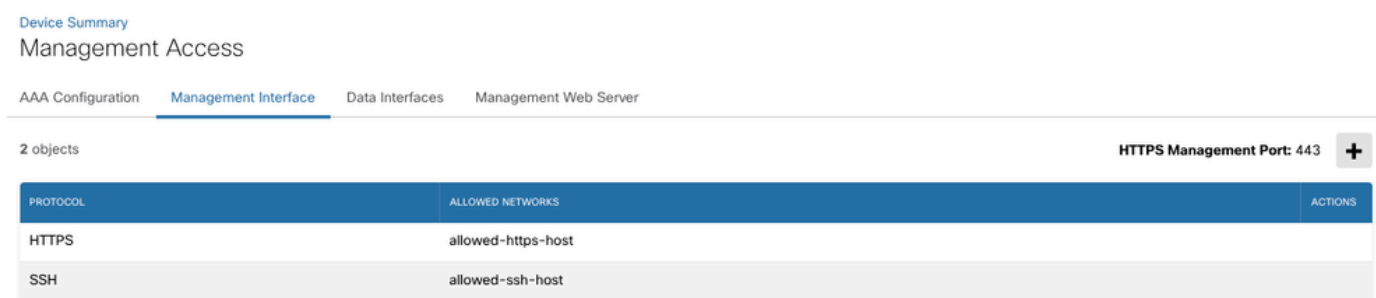 Device Summary
Management Access
AAA Configuration Management Interface Data Interfaces Management Web Server
2 objects HTTPS Management Port: 443 +
PROTOCOL ALLOWED NETWORKS ACTIONS
HTTPS allowed-https-host
SSH allowed-ssh-host